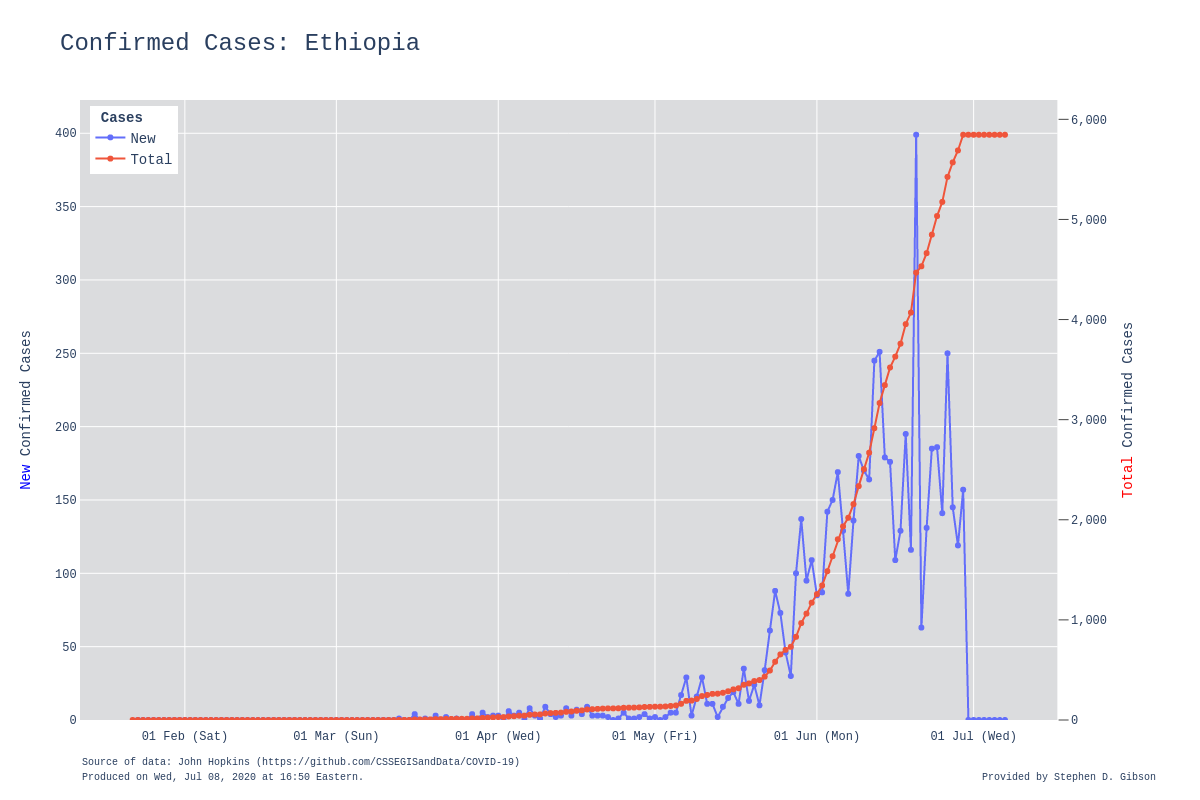 Confirmed Cases: Ethiopia
Cases
New
Total
400
350
300
250
200
150
100
50
0
6,000
5,000
4,000
3,000
2,000
1,000
0
New Confirmed Cases
Total Confirmed Cases
01 Feb (Sat)
01 Mar (Sun)
01 Apr (Wed)
01 May (Fri)
01 Jun (Mon)
01 Jul (Wed)
Source of data: John Hopkins (https://github.com/CSSEGISandData/COVID-19)
Produced on Wed, Jul 08, 2020 at 16:50 Eastern.
Provided by Stephen D. Gibson